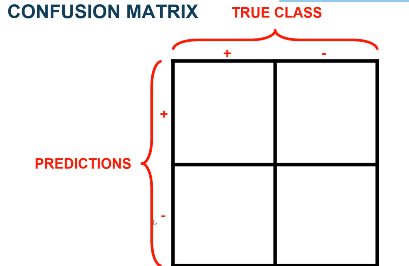 CONFUSION MATRIX
TRUE CLASS
+ -
+
PREDICTIONS
-